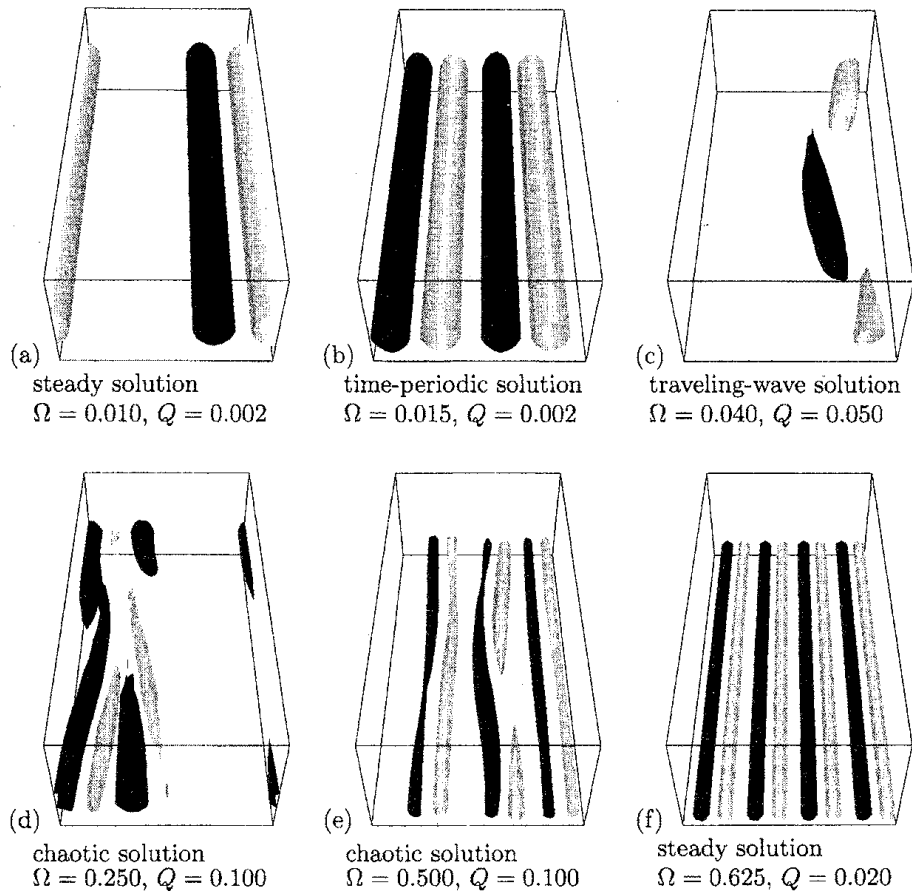 (a)
steady solution
Ω = 0.010, Q = 0.002
(b)
time-periodic solution
Ω = 0.015, Q = 0.002
(c)
traveling-wave solution
Ω = 0.040, Q = 0.050
(d)
chaotic solution
Ω = 0.250, Q = 0.100
(e)
chaotic solution
Ω = 0.500, Q = 0.100
(f)
steady solution
Ω = 0.625, Q = 0.020